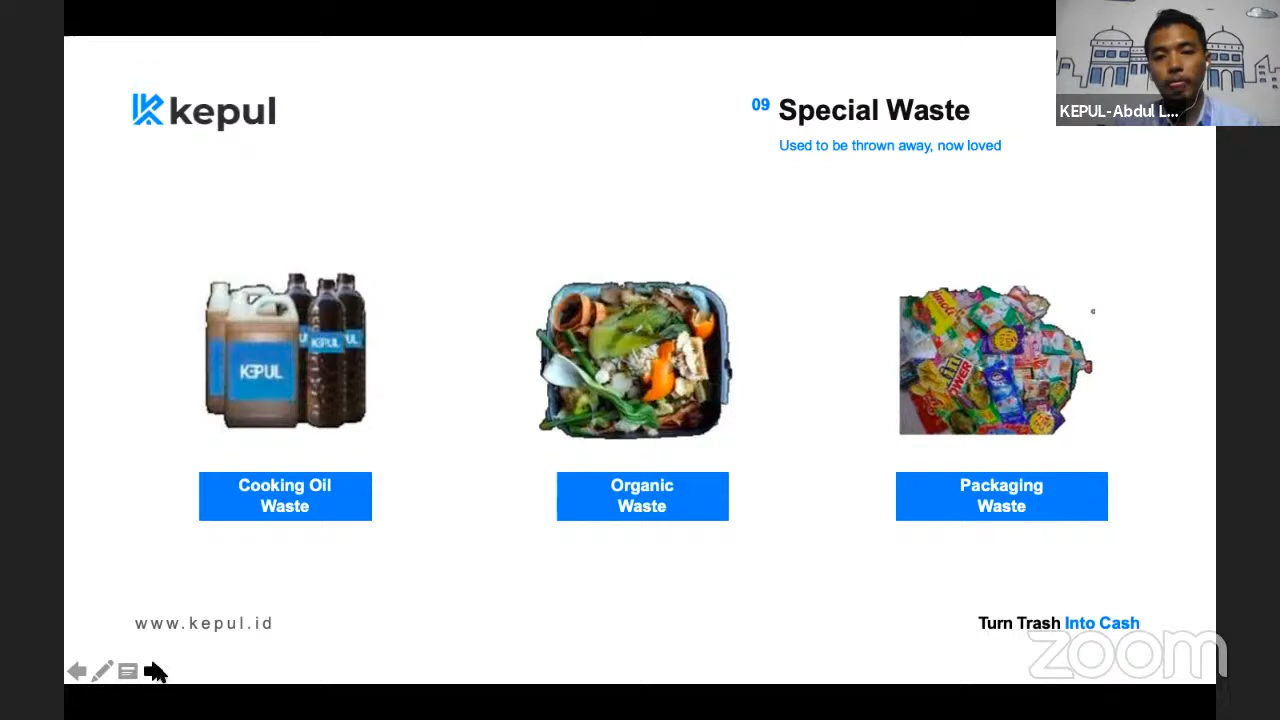 kepul
09 Special Waste
Used to be thrown away, now loved
KEPUL-Abdul L...
KEPUL
KEPUL
Cooking Oil
Waste
Organic
Waste
Packaging
Waste
www.kepul.id
Turn Trash Into Cash
zoom